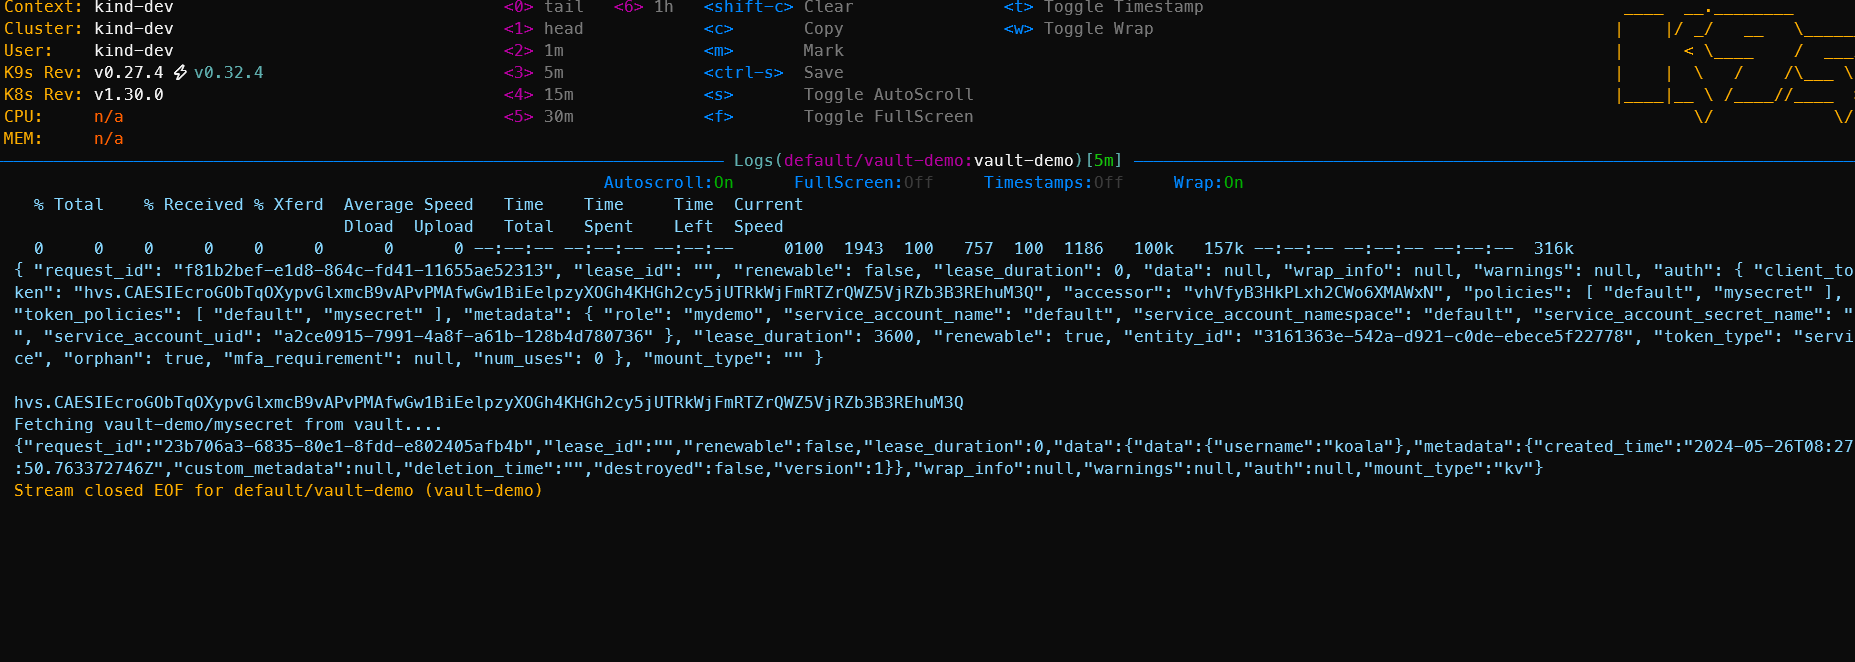 Context: kind-dev <0> tail <6> 1h <shift-c> Clear <t> Toggle Timestamp
Cluster: kind-dev <1> head <c> Copy <w> Toggle Wrap
User: kind-dev <2> 1m <m> Mark
K9s Rev: v0.27.4 ⚡ v0.32.4 <3> 5m <ctrl-s> Save
K8s Rev: v1.30.0 <4> 15m <s> Toggle AutoScroll
CPU: n/a <5> 30m <f> Toggle FullScreen
MEM: n/a
Logs(default/vault-demo:vault-demo)[5m]
Autoscroll:On FullScreen:Off Timestamps:Off Wrap:On
% Total % Received % Xferd Average Speed Time Time Time Current
Dload Upload Total Spent Left Speed
0 0 0 0 0 0 0 0 --:--:-- --:--:-- --:--:-- 0100 1943 100 757 100 1186 100k 157k --:--:-- --:--:-- --:--:-- 316k
{ "request_id": "f81b2bef-e1d8-864c-fd41-11655ae52313", "lease_id": "", "renewable": false, "lease_duration": 0, "data": null, "wrap_info": null, "warnings": null, "auth": { "client_to
ken": "hvs.CAESIEcroGObTqOXypvGlxmcB9vAPvPMAfwGw1BiEelpzyXOGh4KHGh2cy5jUTRkWjFmRTZrQWZ5VjRZb3B3REhuM3Q", "accessor": "vhVfyB3HkPLxh2CWo6XMAWxN", "policies": [ "default", "mysecret" ],
"token_policies": [ "default", "mysecret" ], "metadata": { "role": "mydemo", "service_account_name": "default", "service_account_namespace": "default", "service_account_secret_name": "
", "service_account_uid": "a2ce0915-7991-4a8f-a61b-128b4d780736" }, "lease_duration": 3600, "renewable": true, "entity_id": "3161363e-542a-d921-c0de-ebece5f22778", "token_type": "servi
ce", "orphan": true, "mfa_requirement": null, "num_uses": 0 }, "mount_type": "" }
hvs.CAESIEcroGObTqOXypvGlxmcB9vAPvPMAfwGw1BiEelpzyXOGh4KHGh2cy5jUTRkWjFmRTZrQWZ5VjRZb3B3REhuM3Q
Fetching vault-demo/mysecret from vault....
{"request_id":"23b706a3-6835-80e1-8fdd-e802405afb4b","lease_id":"","renewable":false,"lease_duration":0,"data":{"data":{"username":"koala"},"metadata":{"created_time":"2024-05-26T08:27
:50.763372746Z","custom_metadata":null,"deletion_time":"","destroyed":false,"version":1}},"wrap_info":null,"warnings":null,"auth":null,"mount_type":"kv"}
Stream closed EOF for default/vault-demo (vault-demo)